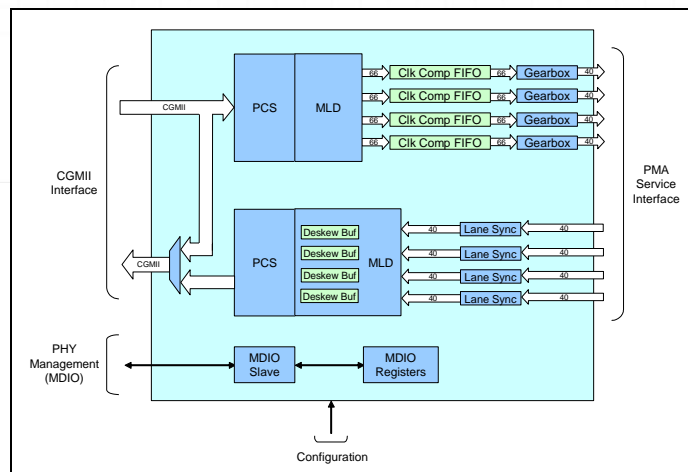 CGMII
Interface
CGMII
PCS
MLD
66
Clk Comp FIFO
66
Gearbox
40
66
Clk Comp FIFO
66
Gearbox
40
66
Clk Comp FIFO
66
Gearbox
40
66
Clk Comp FIFO
66
Gearbox
40
PMA
Service
Interface
CGMII
PCS
Deskew Buf
Deskew Buf
Deskew Buf
Deskew Buf
MLD
40
Lane Sync
40
40
Lane Sync
40
40
Lane Sync
40
40
Lane Sync
40
PHY
Management
(MDIO)
MDIO
Slave
MDIO
Registers
Configuration